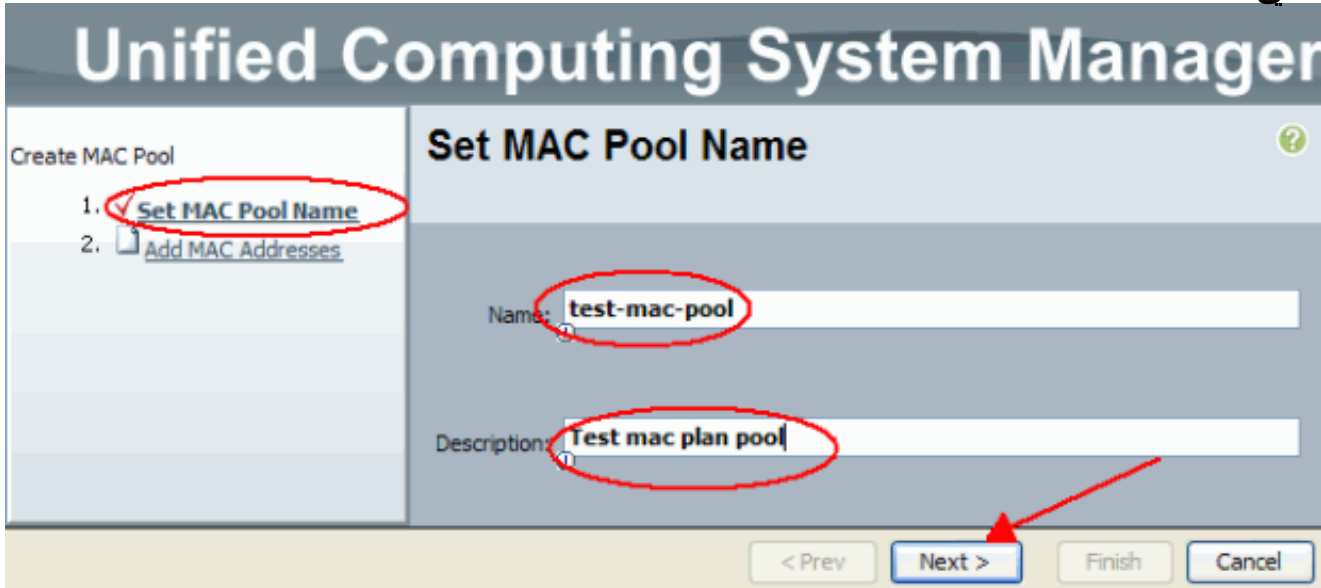 Unified Computing System Manager
Create MAC Pool
1. Set MAC Pool Name
2. Add MAC Addresses
Set MAC Pool Name
Name: test-mac-pool
Description: Test mac plan pool
< Prev Next > Finish Cancel